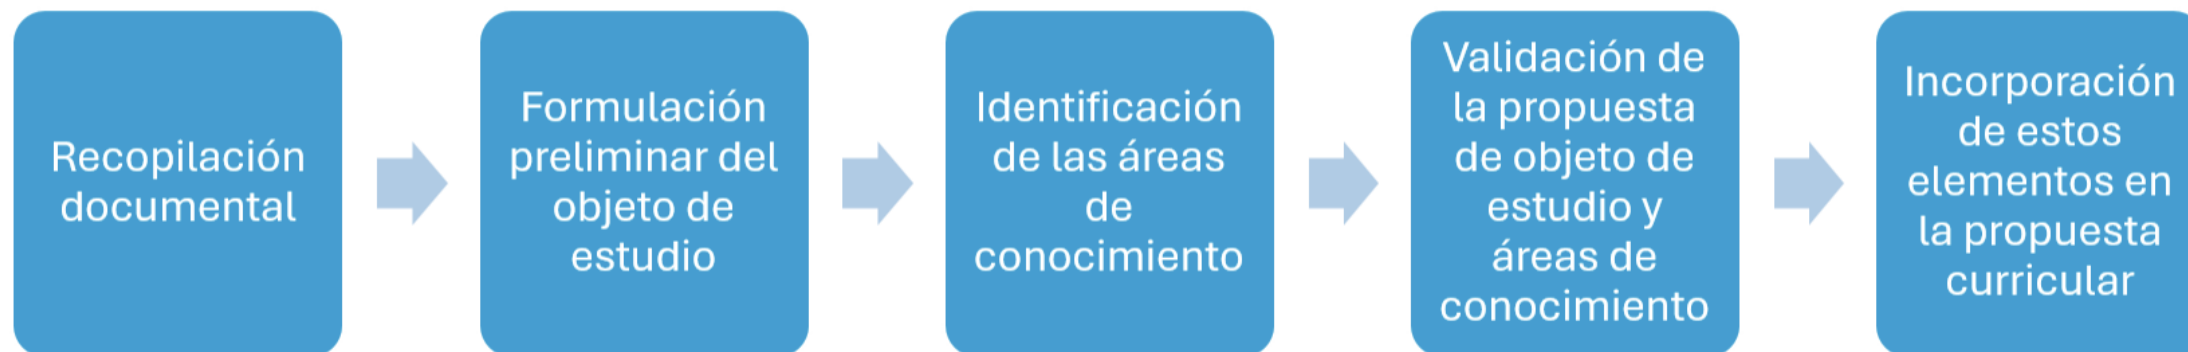 Recopilación
documental
Formulación
preliminar del
objeto de
estudio
Identificación
de las áreas
de
conocimiento
Validación de
la propuesta
de objeto de
estudio y
áreas de
conocimiento
Incorporación
de estos
elementos en
la propuesta
curricular